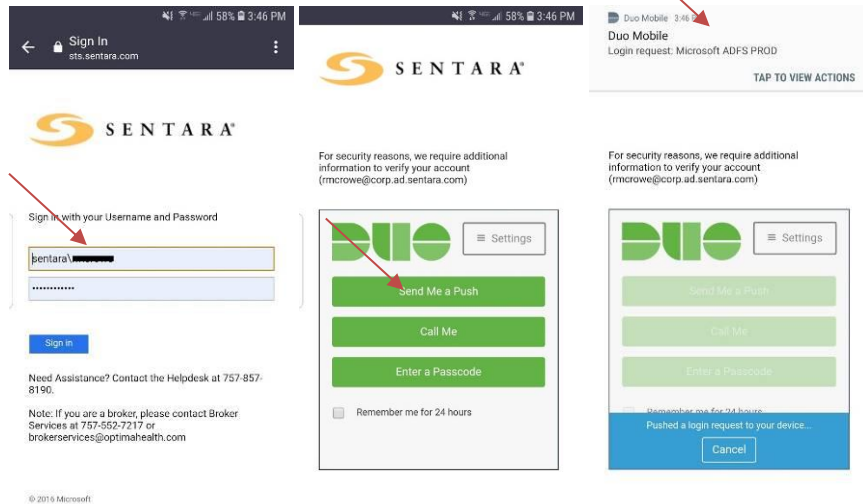 58% 3:46 PM
Sign In
sts.sentara.com
SENTARA®
Sign in with your Username and Password
sentara\
............
Sign in
Need Assistance? Contact the Helpdesk at 757-857-
8190.
Note: If you are a broker, please contact Broker
Services at 757-552-7217 or
brokerservices@optimahealth.com
© 2016 Microsoft
58% 3:46 PM
SENTARA®
For security reasons, we require additional
information to verify your account
(rmcrowe@corp.ad.sentara.com)
DUO
Settings
Send Me a Push
Call Me
Enter a Passcode
Remember me for 24 hours
Duo Mobile 3:46
Duo Mobile
Login request: Microsoft ADFS PROD
TAP TO VIEW ACTIONS
For security reasons, we require additional
information to verify your account
(rmcrowe@corp.ad.sentara.com)
DUO
Settings
Send Me a Push
Call Me
Enter a Passcode
Remember me for 24 hours
Pushed a login request to your device...
Cancel